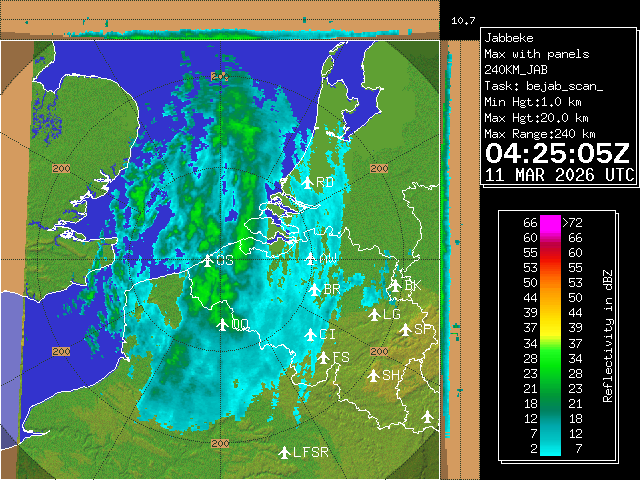 10.7
Jabbeke
Max with panels
240KM_JAB
Task: bejab_scan_
Min Hgt:1.0 km
Max Hgt:20.0 km
Max Range:240 km
04:25:05Z
11 MAR 2026 UTC
200
200
RD
OS
BR
BK
LG
QO
SP
CI
200
FS
200
SH
200
LFSR
66 >72
60 66
55 60
53 55
50 53
44 50
39 44
37 39
34 37
28 34
23 28
21 23
18 21
12 18
7 12
2 7
Reflectivity in dBZ